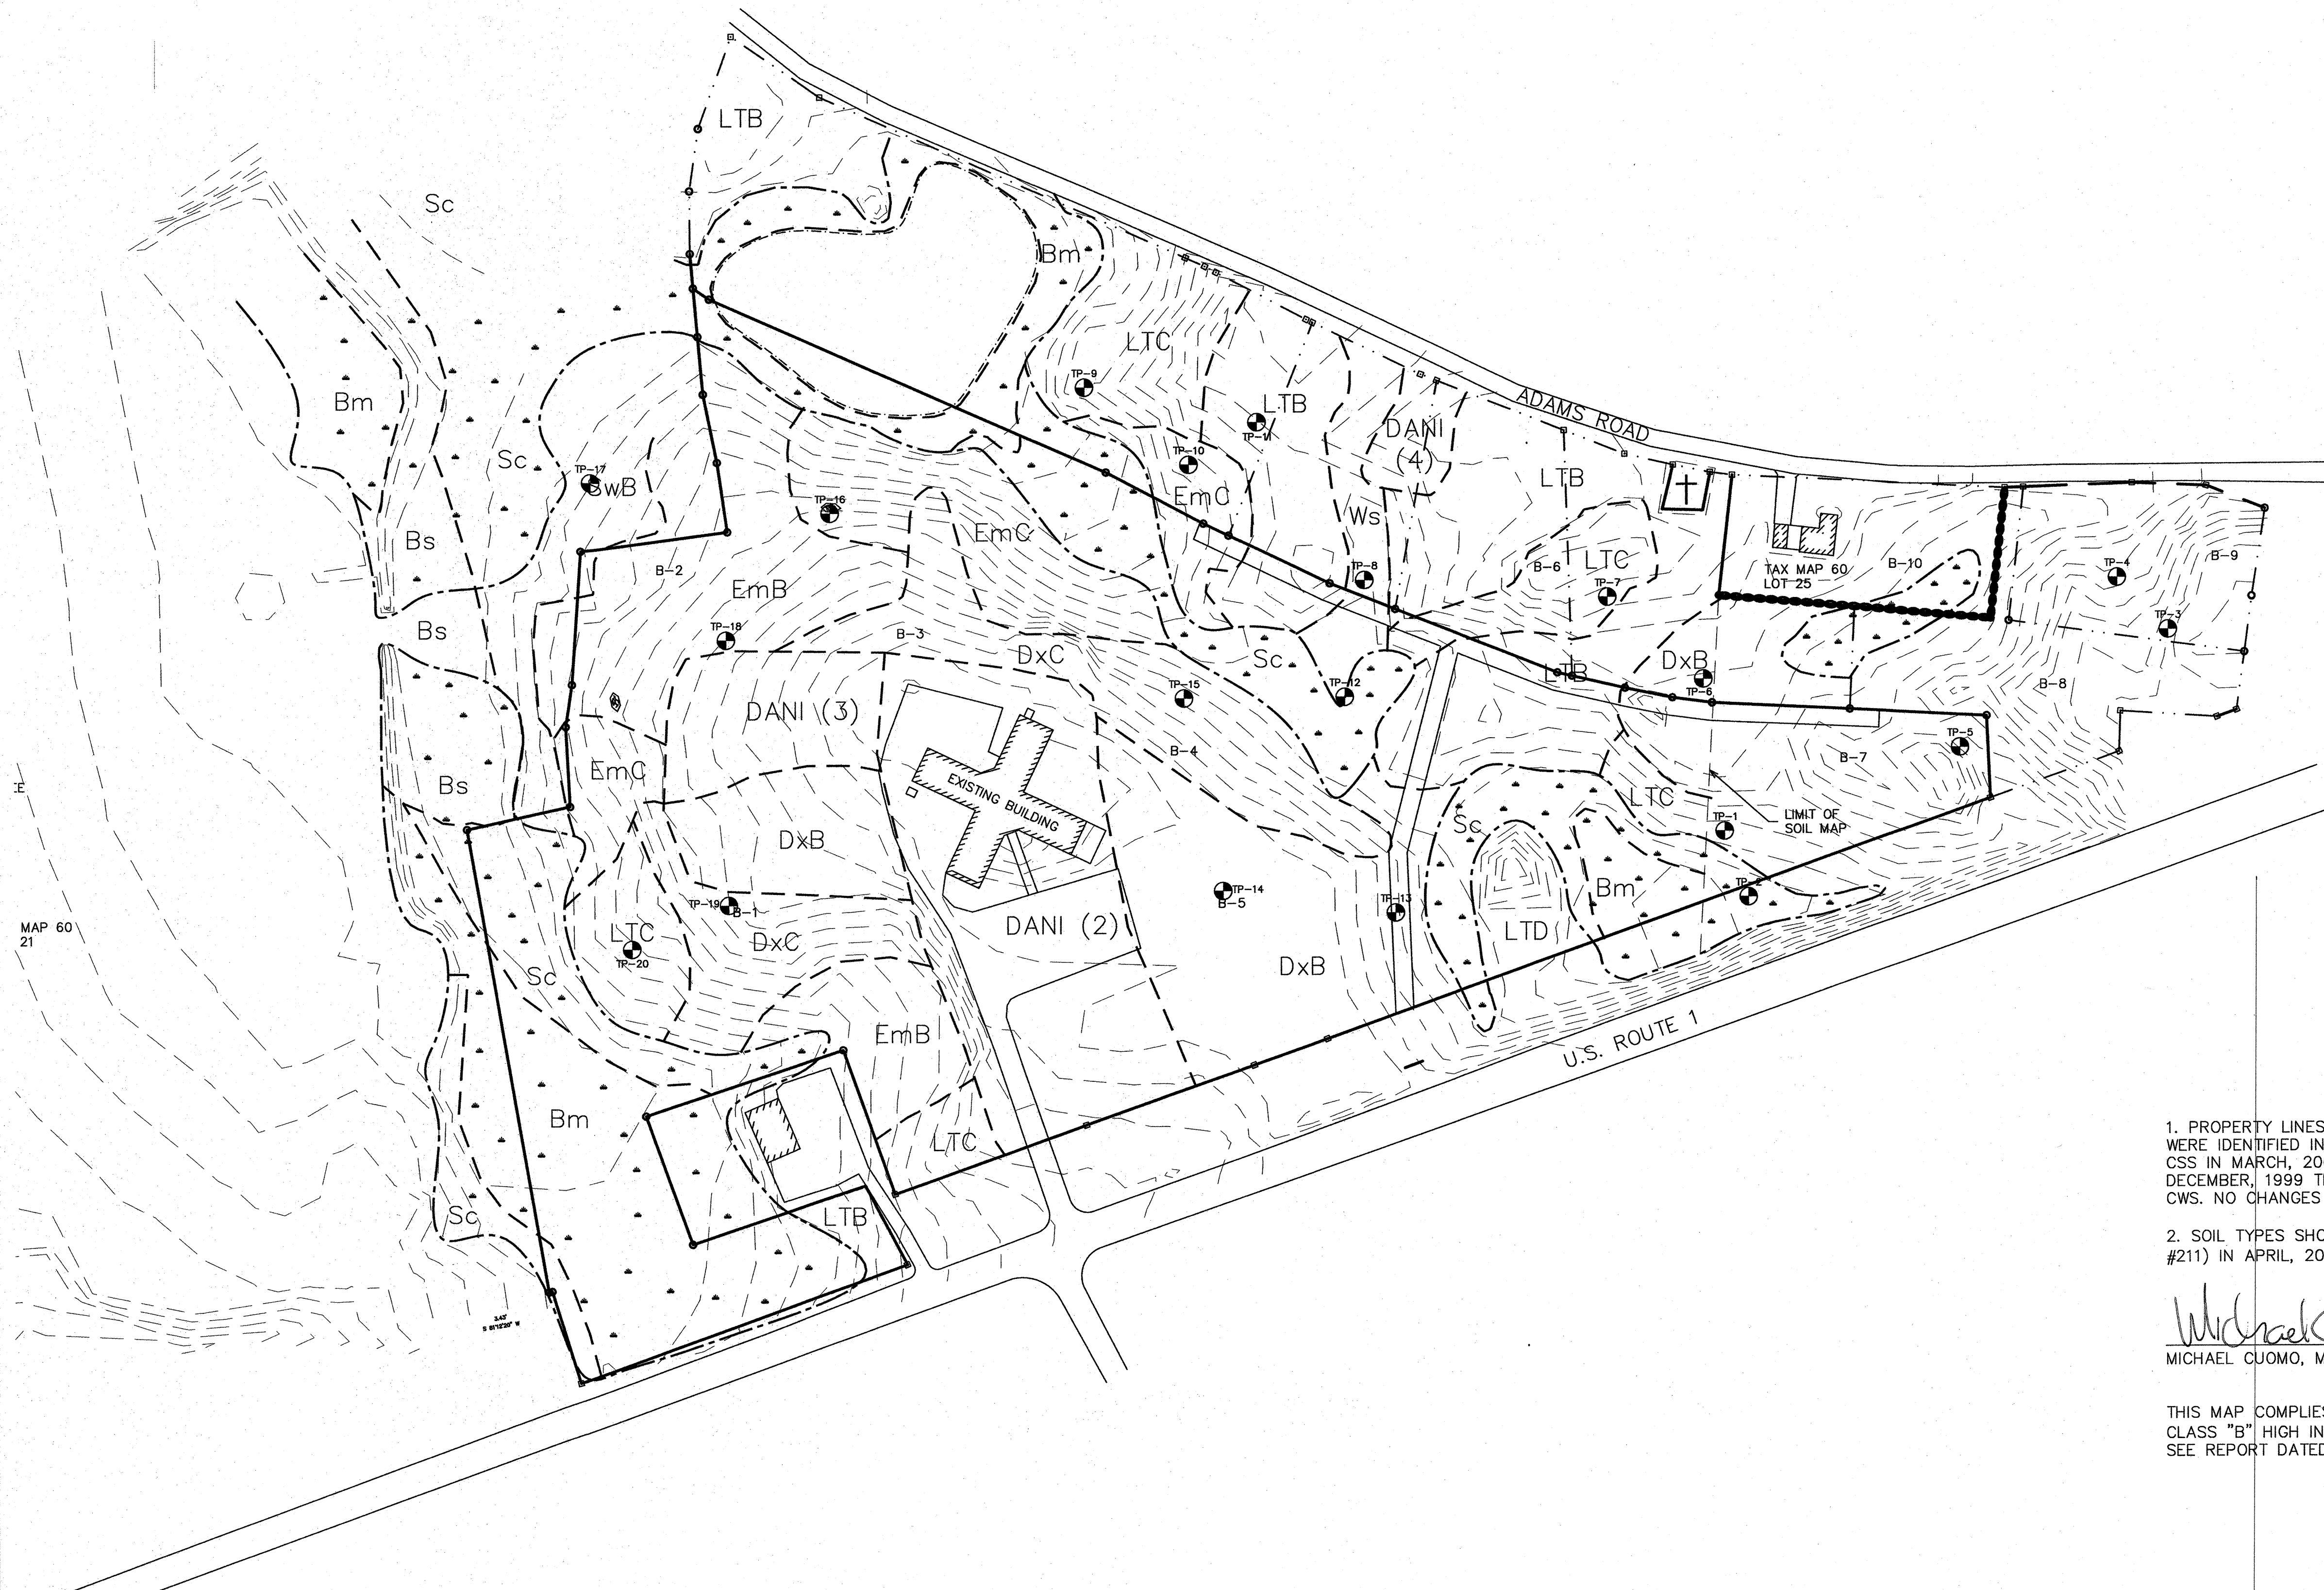 LTB
Sc
Bm
LTC
TP-9
LTB
TP-11
DANI
(4)
ADAMS ROAD
Bm
Sc
TP-17
SwB
TP-16
TP-10
EmC
EmC
LTB
Ws
Bs
B-2
EmB
TP-8
B-6
LTC
TP-7
TAX MAP 60
LOT 25
B-10
TP-4
B-9
Bs
TP-18
B-3
DxC
Sc
TP-3
DxB
LTB
TP-6
B-8
TP-12
TP-15
DANI (3)
B-4
TP-5
B-7
EmC
Bs
EXISTING BUILDING
LTC
LIMIT OF
SOIL MAP
Sc
TP-1
DxB
TP-14
B-5
TP-13
Bm
TP-2
TP-19
B-1
LTC
TP-20
DxC
DANI (2)
LTD
DxB
MAP 60
21
Sc
EmB
U.S. ROUTE 1
Bm
LTC
Sc
LTB
3.43'
S 61°12'20" W
1. PROPERTY LINES
WERE IDENTIFIED IN
CSS IN MARCH, 20
DECEMBER, 1999
CWS. NO CHANGES
2. SOIL TYPES
#211) IN APRIL, 20
MICHAEL CUOMO, M
THIS MAP COMPLIES
CLASS "B" HIGH IN
SEE REPORT DATED